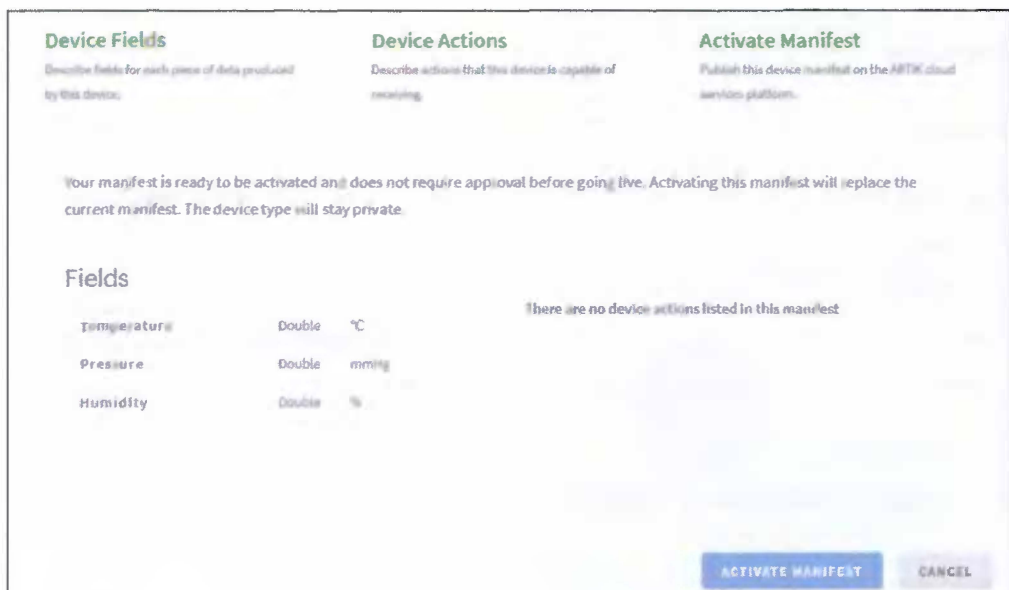 Device Fields
Describe fields for each piece of data produced
by this device.
Device Actions
Describe actions that this device is capable of
receiving.
Activate Manifest
Publish this device manifest on the ARTIK cloud
services platform.
Your manifest is ready to be activated and does not require approval before going live. Activating this manifest will replace the
current manifest. The device type will stay private.
Fields
Temperature Double °C
Pressure Double mmHg
Humidity Double %
There are no device actions listed in this manifest
ACTIVATE MANIFEST CANCEL